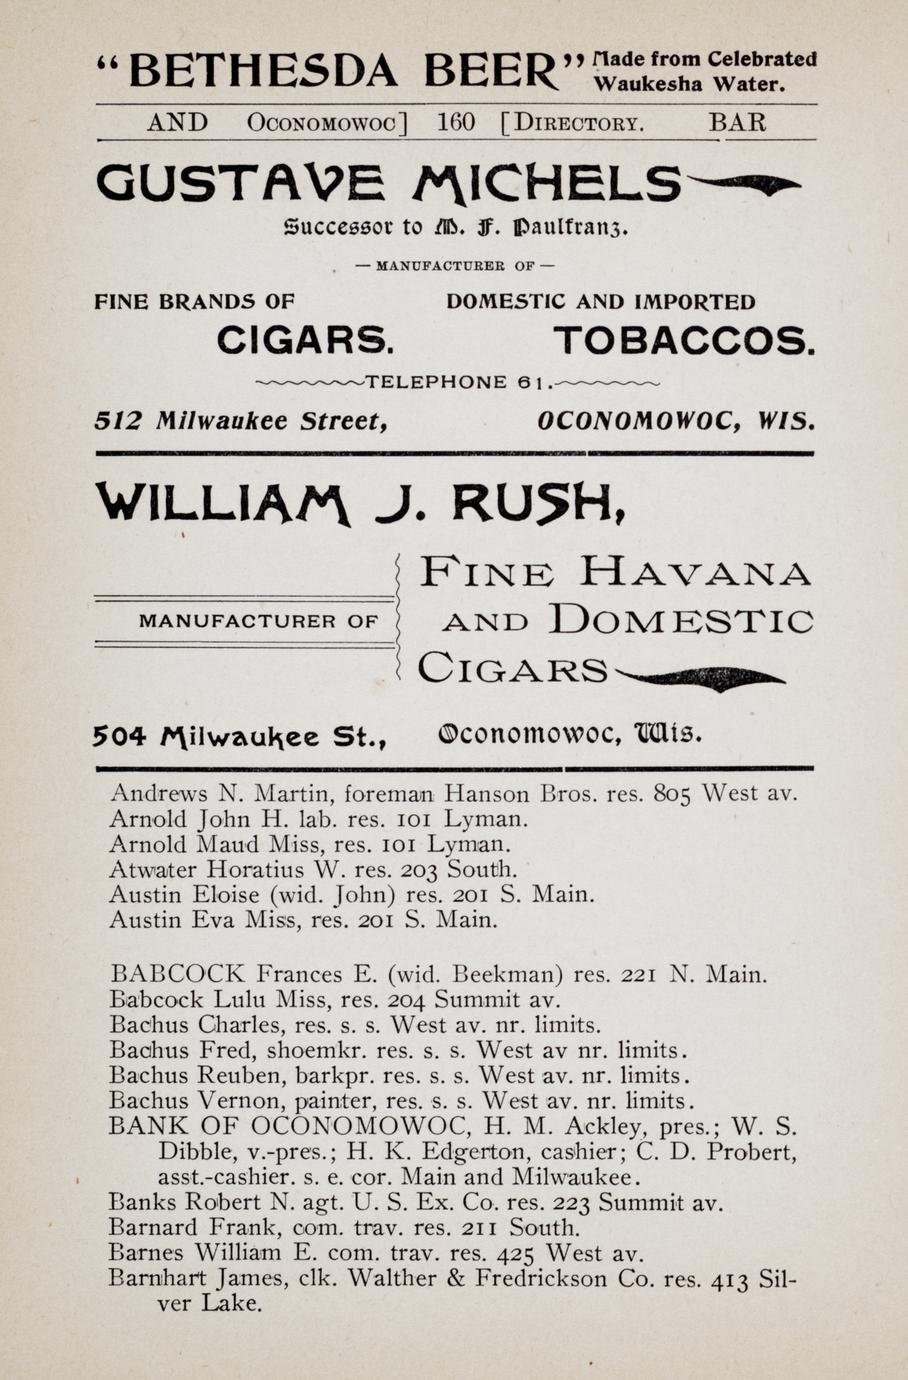 “BETHESDA BEER” Made from Celebrated
Waukesha Water.
AND OCONOMOWOC] 160 [DIRECTORY. BAR
GUSTAVE MICHELS
Successor to M. F. Paulfranz.
— MANUFACTURER OF —
FINE BRANDS OF DOMESTIC AND IMPORTED
CIGARS. TOBACCOS.
TELEPHONE 61.
512 Milwaukee Street, OCONOMOWOC, WIS.
WILLIAM J. RUSH,
MANUFACTURER OF
FINE HAVANA
AND DOMESTIC
CIGARS
504 Milwaukee St., Oconomowoc, Wis.
Andrews N. Martin, foreman Hanson Bros. res. 805 West av.
Arnold John H. lab. res. 101 Lyman.
Arnold Maud Miss, res. 101 Lyman.
Atwater Horatius W. res. 203 South.
Austin Eloise (wid. John) res. 201 S. Main.
Austin Eva Miss, res. 201 S. Main.
BABCOCK Frances E. (wid. Beekman) res. 221 N. Main.
Babcock Lulu Miss, res. 204 Summit av.
Bachus Charles, res. s. s. West av. nr. limits.
Bachus Fred, shoemkr. res. s. s. West av nr. limits.
Bachus Reuben, barkpr. res. s. s. West av. nr. limits.
Bachus Vernon, painter, res. s. s. West av. nr. limits.
BANK OF OCONOMOWOC, H. M. Ackley, pres.; W. S.
Dibble, v.-pres.; H. K. Edgerton, cashier; C. D. Probert,
asst.-cashier. s. e. cor. Main and Milwaukee.
Banks Robert N. agt. U. S. Ex. Co. res. 223 Summit av.
Barnard Frank, com. trav. res. 211 South.
Barnes William E. com. trav. res. 425 West av.
Barnhart James, clk. Walther & Fredrickson Co. res. 413 Sil-
ver Lake.